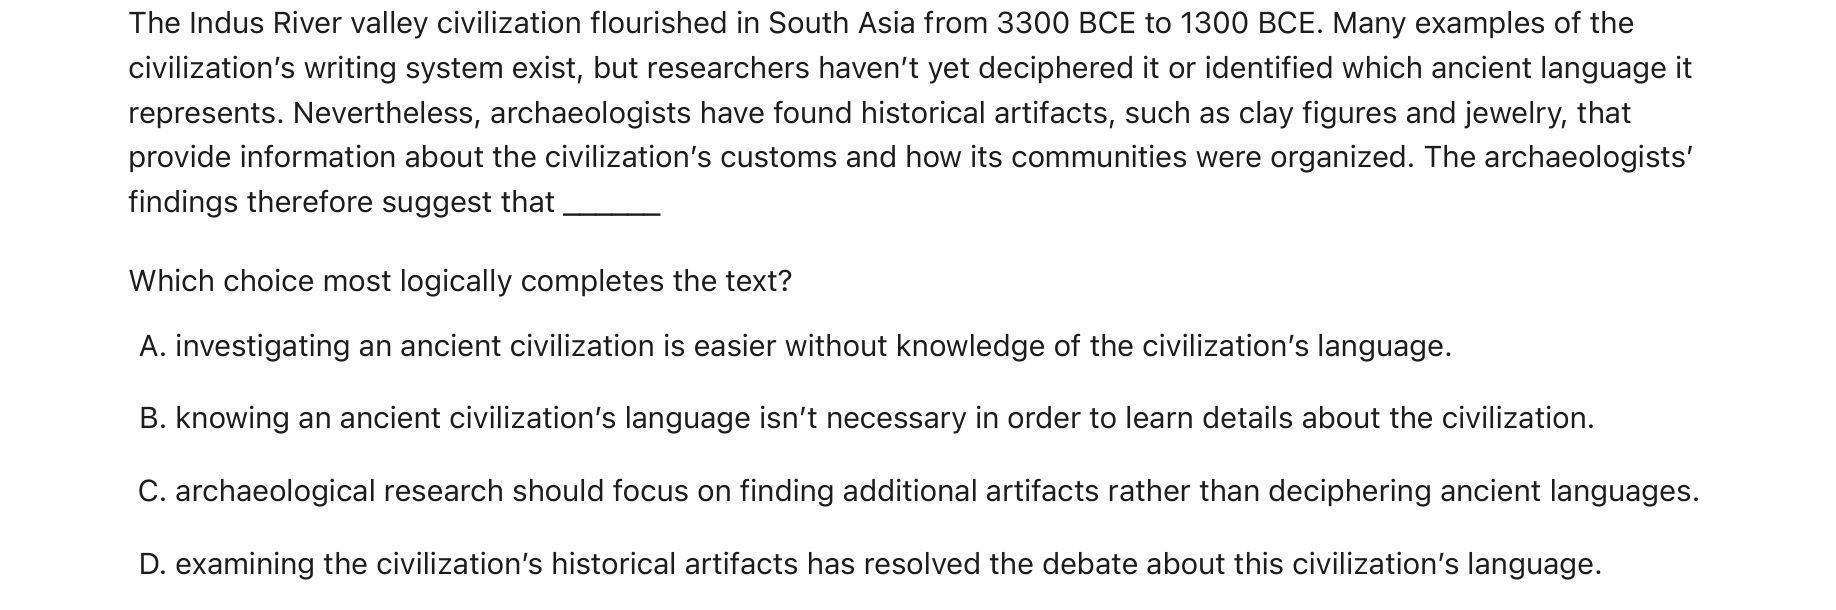 The Indus River valley civilization flourished in South Asia from 3300 BCE to 1300 BCE. Many examples of the
civilization’s writing system exist, but researchers haven’t yet deciphered it or identified which ancient language it
represents. Nevertheless, archaeologists have found historical artifacts, such as clay figures and jewelry, that
provide information about the civilization’s customs and how its communities were organized. The archaeologists’
findings therefore suggest that ______
Which choice most logically completes the text?
A. investigating an ancient civilization is easier without knowledge of the civilization’s language.
B. knowing an ancient civilization’s language isn’t necessary in order to learn details about the civilization.
C. archaeological research should focus on finding additional artifacts rather than deciphering ancient languages.
D. examining the civilization’s historical artifacts has resolved the debate about this civilization’s language.